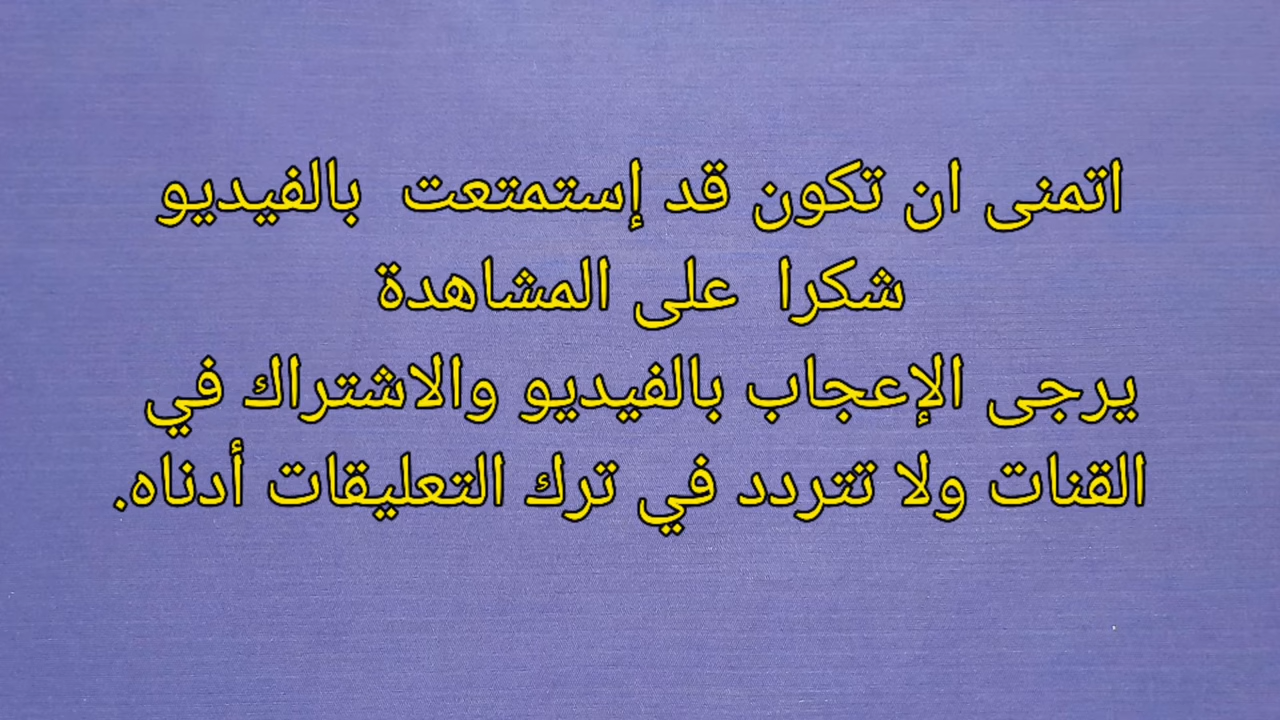 اتمنى ان تكون قد إستمتعت بالفيديو
شكرا على المشاهدة
يرجى الإعجاب بالفيديو والاشتراك في
القنات ولا تتردد في ترك التعليقات أدناه.